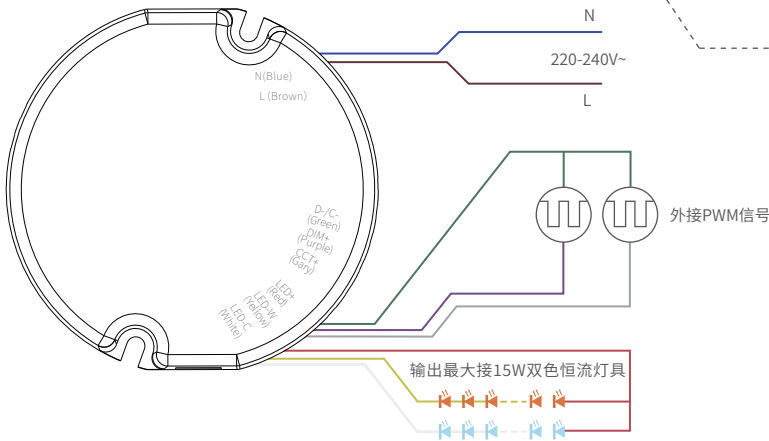 N
N(Blue)
220-240V~
L (Brown)
L
D-/C-
(Green)
DIM+
(Purple)
外接PWM信号
CCT+
(Gary)
LED+
(Red)
LED-W
(Yellow)
LED-C
(White)
输出最大接15W双色恒流灯具